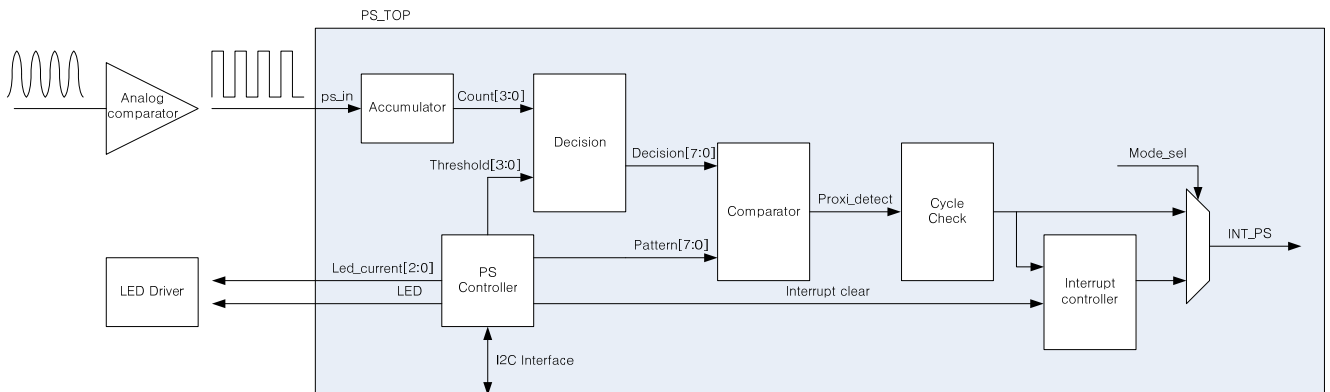 PS_TOP
Analog
comparator
ps_in
Accumulator
Count[3:0]
Decision
Threshold[3:0]
Decision[7:0]
Comparator
Proxi_detect
Cycle
Check
Mode_sel
INT_PS
LED Driver
Led_current[2:0]
LED
PS
Controller
Pattern[7:0]
Interrupt clear
Interrupt
controller
I2C Interface